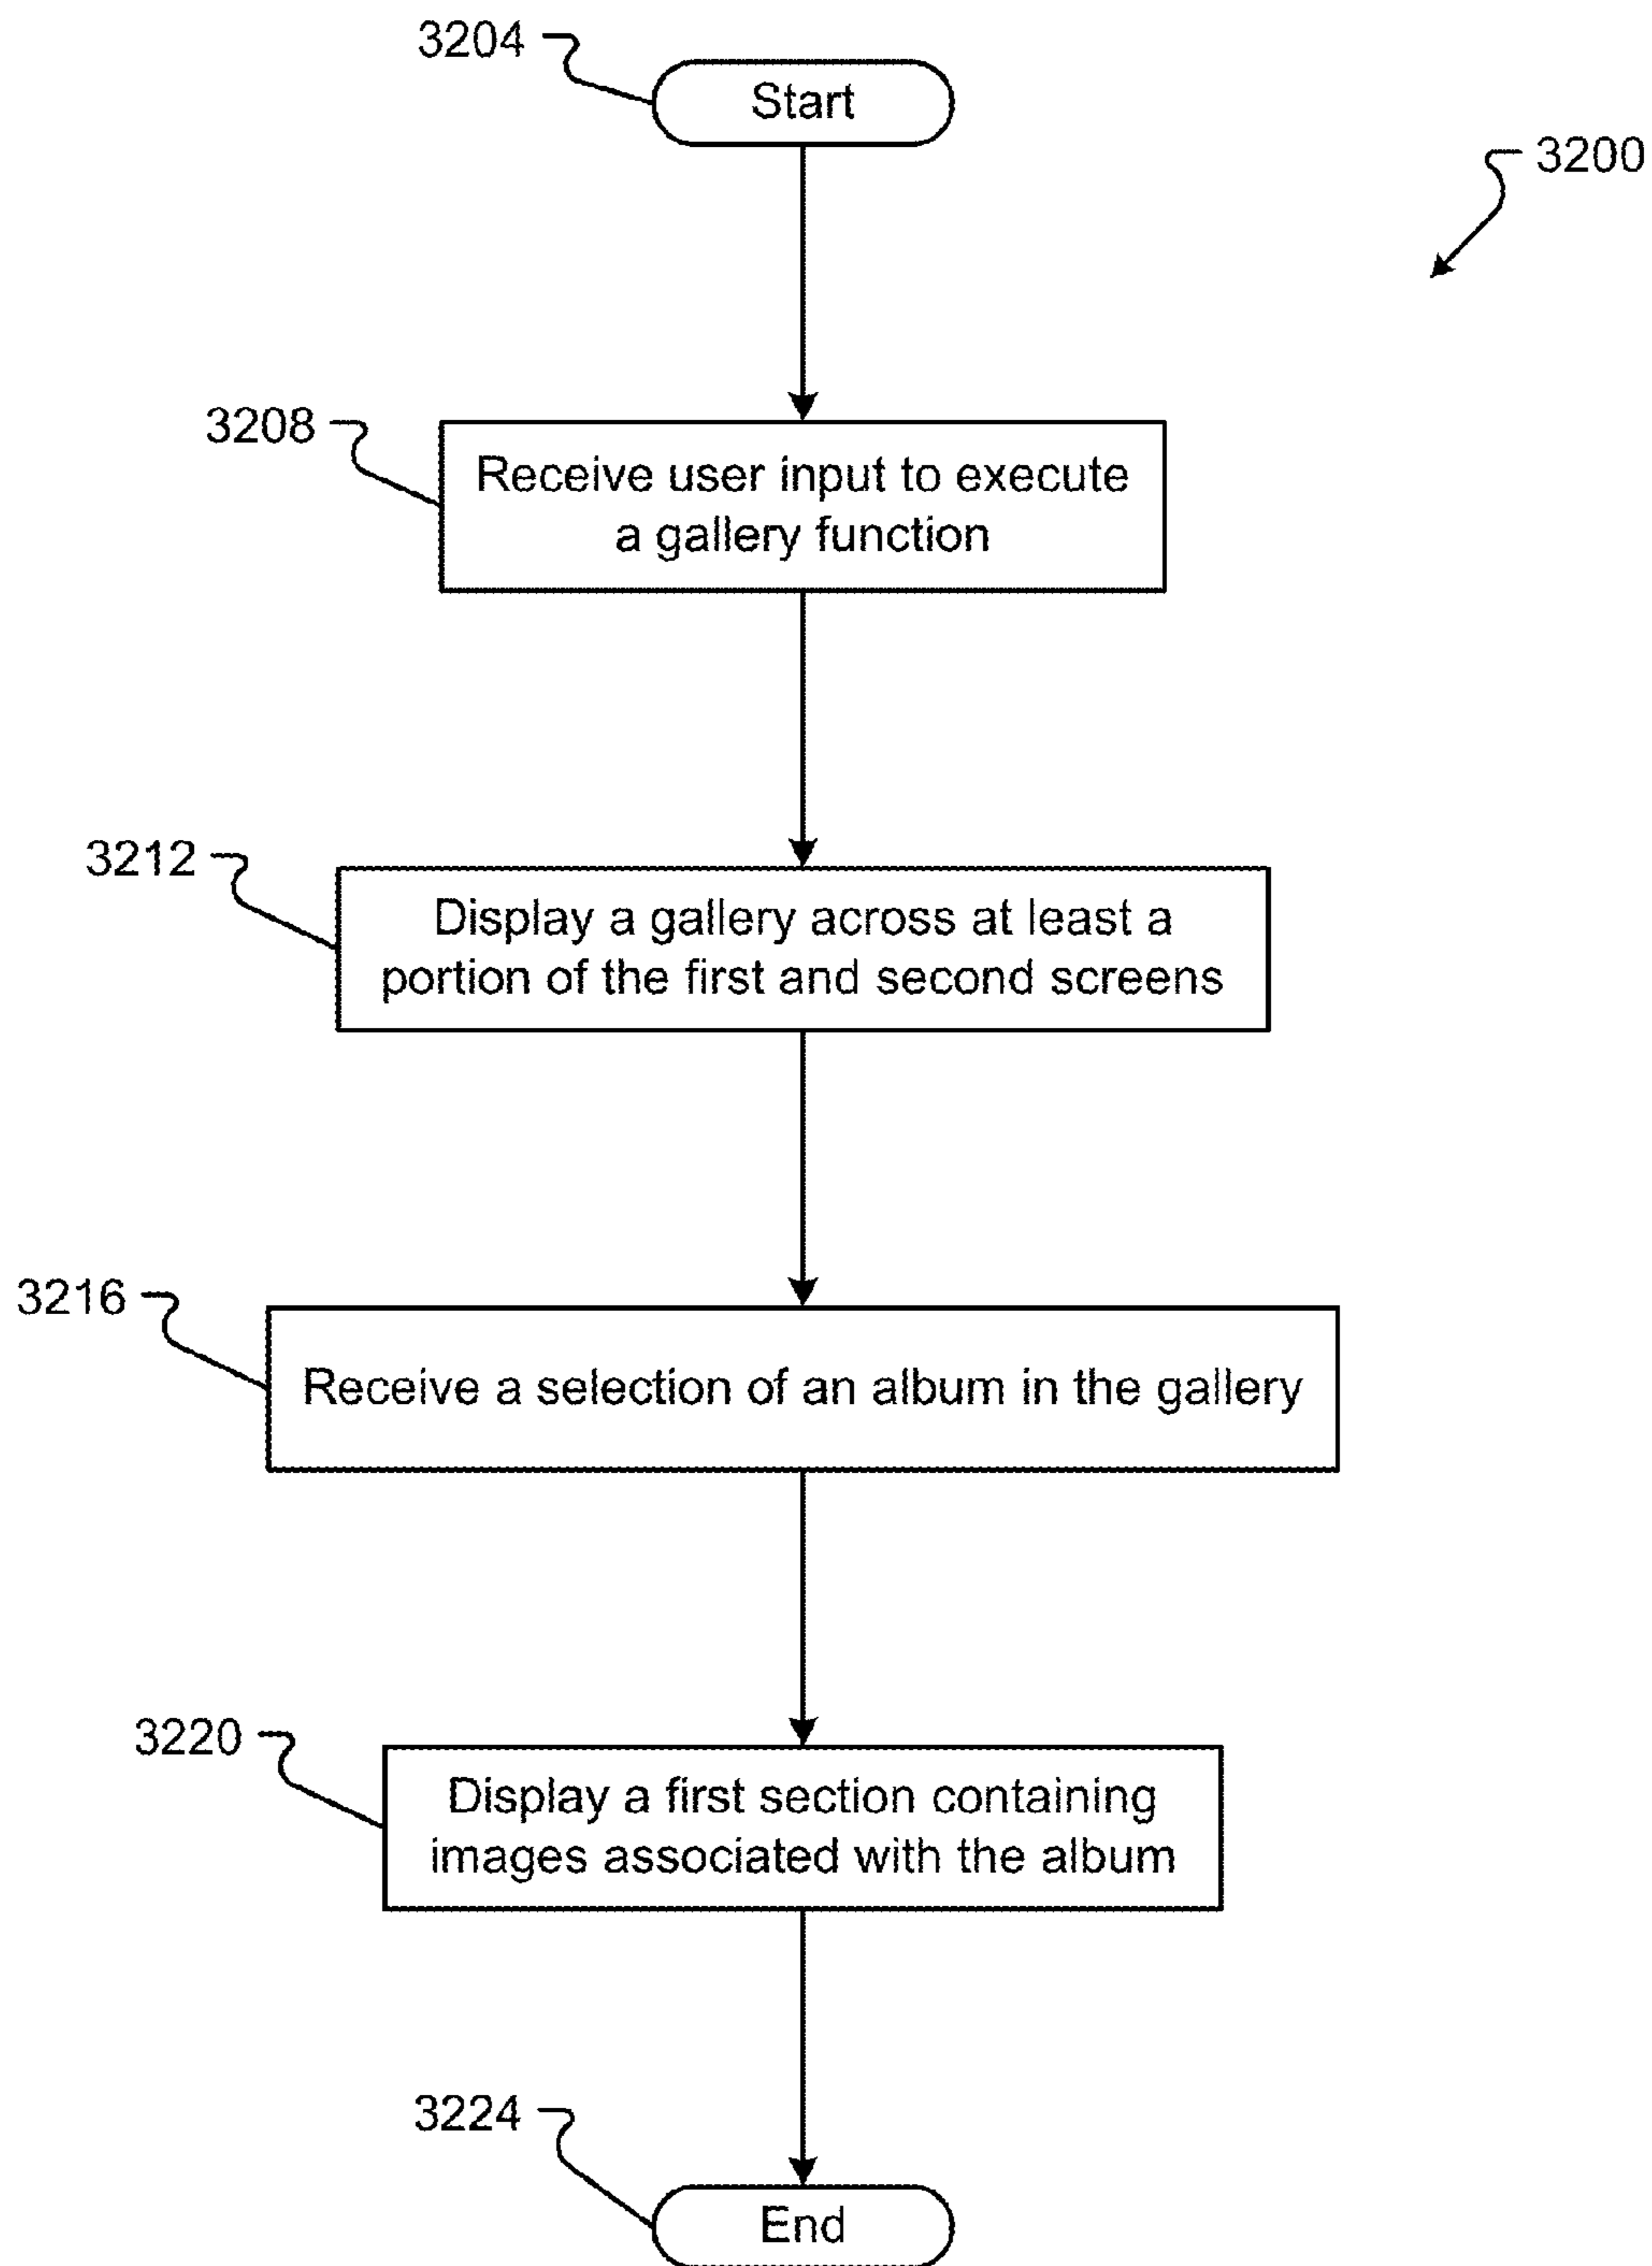 3204
Start
3200
3208
Receive user input to execute
a gallery function
3212
Display a gallery across at least a
portion of the first and second screens
3216
Receive a selection of an album in the gallery
3220
Display a first section containing
images associated with the album
3224
End